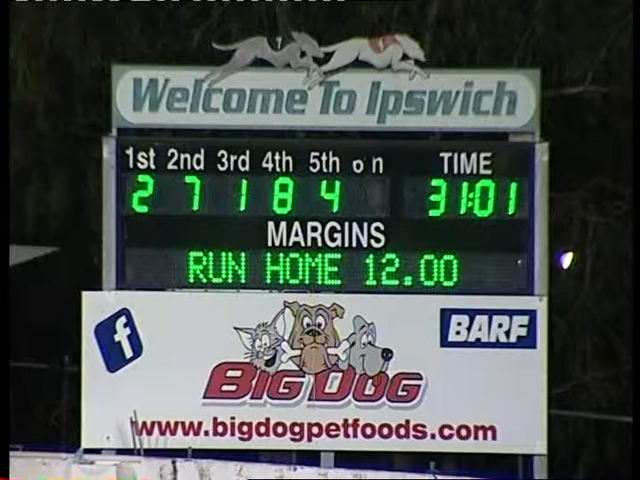 Welcome To Ipswich
1st 2nd 3rd 4th 5th o n TIME
2 7 1 8 4 31:01
MARGINS
RUN HOME 12.00
f
BARF
BIG DOG
www.bigdogpetfoods.com